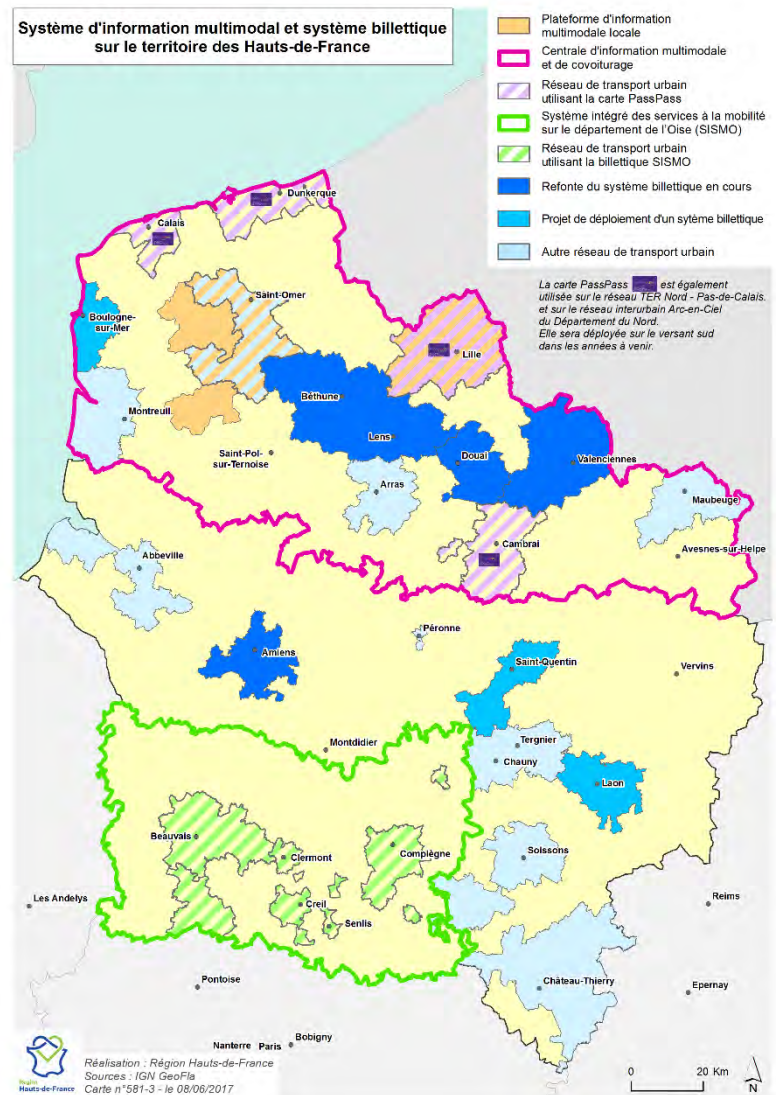 Système d'information multimodal et système billettique
sur le territoire des Hauts-de-France
Plateforme d'information
multimodale locale
Centrale d'information multimodale
et de covoiturage
Réseau de transport urbain
utilisant la carte PassPass
Système intégré des services à la mobilité
sur le département de l'Oise (SISMO)
Réseau de transport urbain
utilisant la billettique SISMO
Refonte du système billettique en cours
Projet de déploiement d'un sytème billettique
Autre réseau de transport urbain
La carte PassPass est également
utilisée sur le réseau TER Nord - Pas-de-Calais.
et sur le réseau interurbain Arc-en-Ciel
du Département du Nord.
Elle sera déployée sur le versant sud
dans les années à venir.
Dunkerque
Calais
Saint-Omer
Boulogne-
sur-Mer
Lille
Montreuil
Béthune
Lens
Saint-Pol-
sur-Ternoise
Douai
Valenciennes
Arras
Maubeuge
Cambrai
Avesnes-sur-Helpe
Abbeville
Péronne
Amiens
Saint-Quentin
Vervins
Montdidier
Tergnier
Chauny
Laon
Beauvais
Clermont
Compiègne
Soissons
Creil
Senlis
Les Andelys
Reims
Château-Thierry
Pontoise
Epernay
Nanterre
Paris
Bobigny
Région
Hauts-de-France
Réalisation : Région Hauts-de-France
Sources : IGN GeoFla
Carte n°581-3 - le 08/06/2017
0 20 Km
N